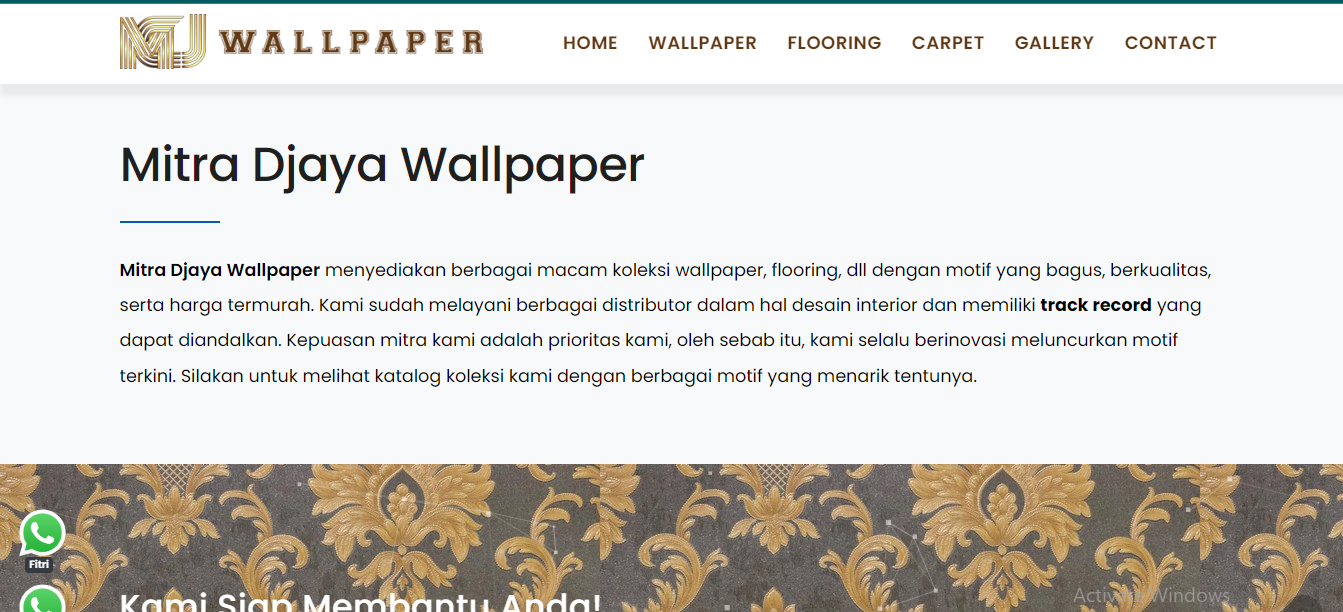 MJ WALLPAPER
HOME WALLPAPER FLOORING CARPET GALLERY CONTACT
Mitra Djaya Wallpaper
Mitra Djaya Wallpaper menyediakan berbagai macam koleksi wallpaper, flooring, dll dengan motif yang bagus, berkualitas,
serta harga termurah. Kami sudah melayani berbagai distributor dalam hal desain interior dan memiliki track record yang
dapat diandalkan. Kepuasan mitra kami adalah prioritas kami, oleh sebab itu, kami selalu berinovasi meluncurkan motif
terkini. Silakan untuk melihat katalog koleksi kami dengan berbagai motif yang menarik tentunya.
Fitri
Kami Siap Membantu Anda!
Activate Windows